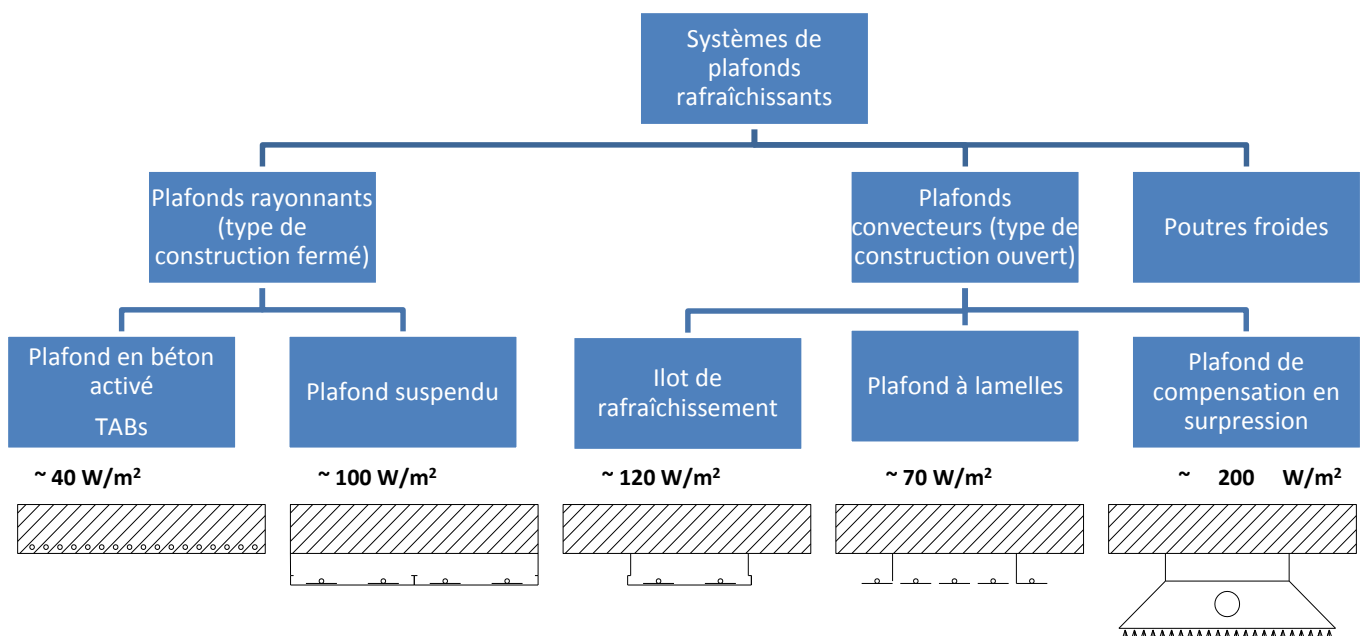 Systèmes de
plafonds
rafraîchissants
Plafonds rayonnants
(type de
construction fermé)
Plafonds
convecteurs (type de
construction ouvert)
Poutres froides
Plafond en béton
activé
TABs
Plafond suspendu
Ilot de
rafraîchissement
Plafond à lamelles
Plafond de
compensation en
surpression
~ 40 W/m²
~ 100 W/m²
~ 120 W/m²
~ 70 W/m²
~ 200 W/m²